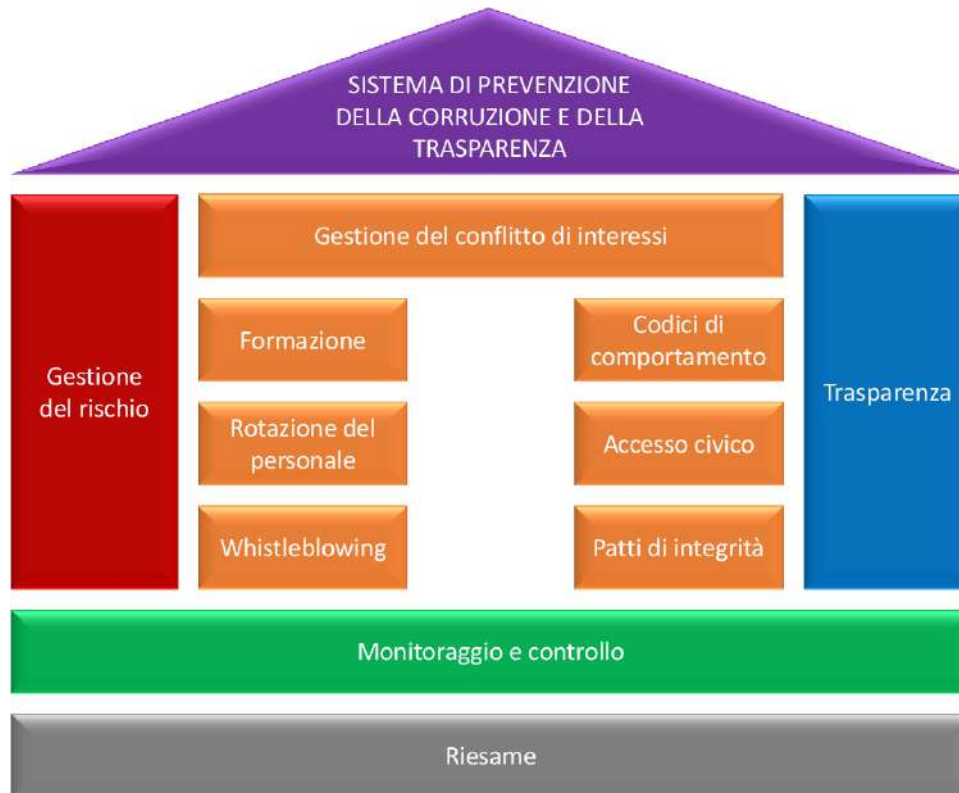 SISTEMA DI PREVENZIONE
DELLA CORRUZIONE E DELLA
TRASPARENZA
Gestione del conflitto di interessi
Gestione
del rischio
Formazione
Rotazione del
personale
Whistleblowing
Codici di
comportamento
Accesso civico
Patti di integrità
Trasparenza
Monitoraggio e controllo
Riesame